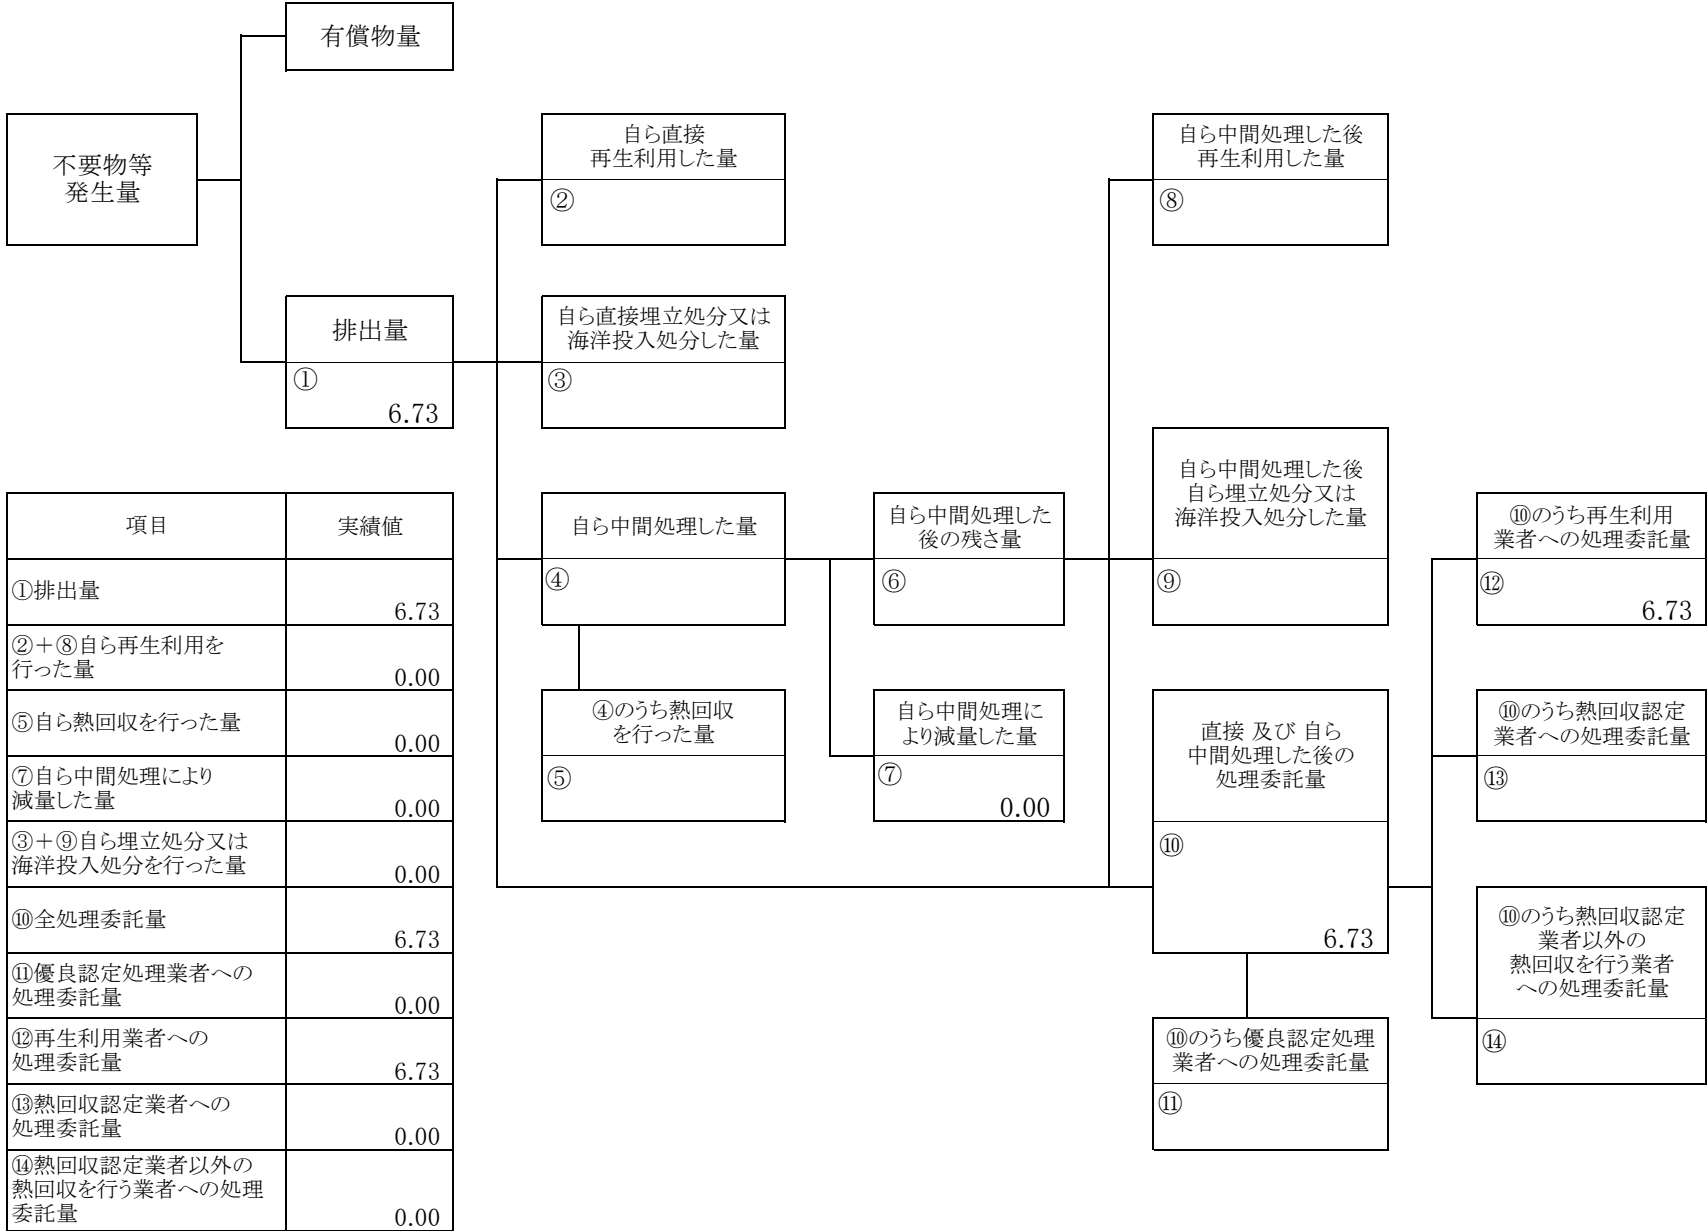 有償物量
不要物等
発生量
自ら直接
再生利用した量
②
自ら中間処理した後
再生利用した量
⑧
排出量
①
6.73
自ら直接埋立処分又は
海洋投入処分した量
③
項目
実績値
①排出量
6.73
②+⑧自ら再生利用を
行った量
0.00
⑤自ら熱回収を行った量
0.00
⑦自ら中間処理により
減量した量
0.00
③+⑨自ら埋立処分又は
海洋投入処分を行った量
0.00
⑩全処理委託量
6.73
⑪優良認定処理業者への
処理委託量
0.00
⑫再生利用業者への
処理委託量
6.73
⑬熱回収認定業者への
処理委託量
0.00
⑭熱回収認定業者以外の
熱回収を行う業者への処理
委託量
0.00
自ら中間処理した量
④
④のうち熱回収
を行った量
⑤
自ら中間処理した
後の残さ量
⑥
自ら中間処理に
より減量した量
⑦
0.00
自ら中間処理した後
自ら埋立処分又は
海洋投入処分した量
⑨
直接 及び 自ら
中間処理した後の
処理委託量
⑩
6.73
⑩のうち優良認定処理
業者への処理委託量
⑪
⑩のうち再生利用
業者への処理委託量
⑫
6.73
⑩のうち熱回収認定
業者への処理委託量
⑬
⑩のうち熱回収認定
業者以外の
熱回収を行う業者
への処理委託量
⑭